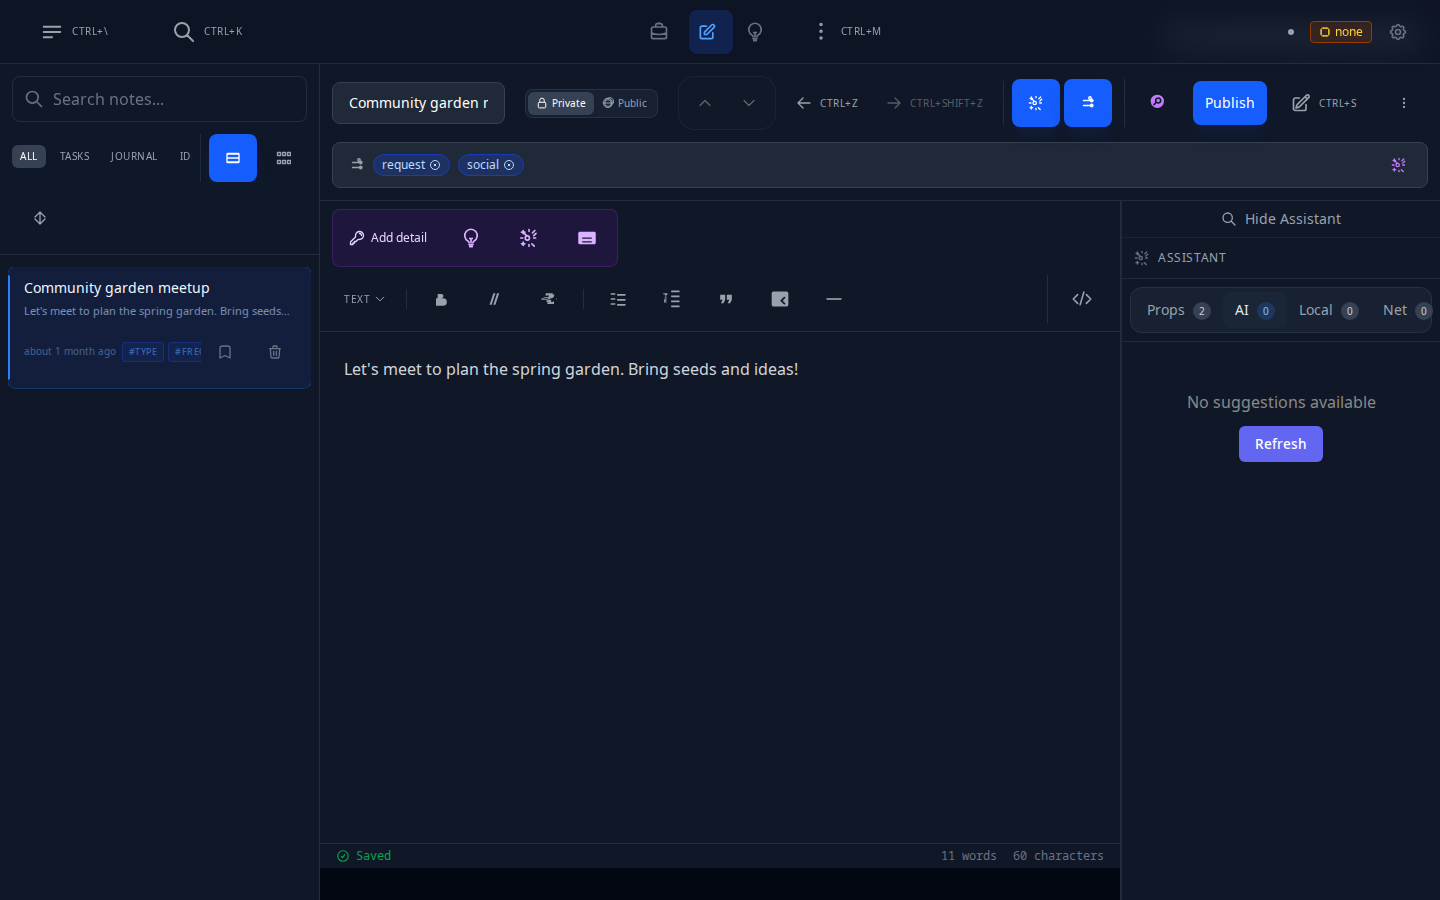 CTRL+\
CTRL+K
CTRL+M
none
Search notes...
ALL
TASKS
JOURNAL
ID
Community garden meetup
Let's meet to plan the spring garden. Bring seeds...
about 1 month ago
#TYPE
Community garden
Private
Public
CTRL+Z
CTRL+SHIFT+Z
Publish
CTRL+S
request
social
Add detail
TEXT
Let's meet to plan the spring garden. Bring seeds and ideas!
Saved
11 words
60 characters
Hide Assistant
ASSISTANT
Props 2
AI 0
Local 0
Net 0
No suggestions available
Refresh